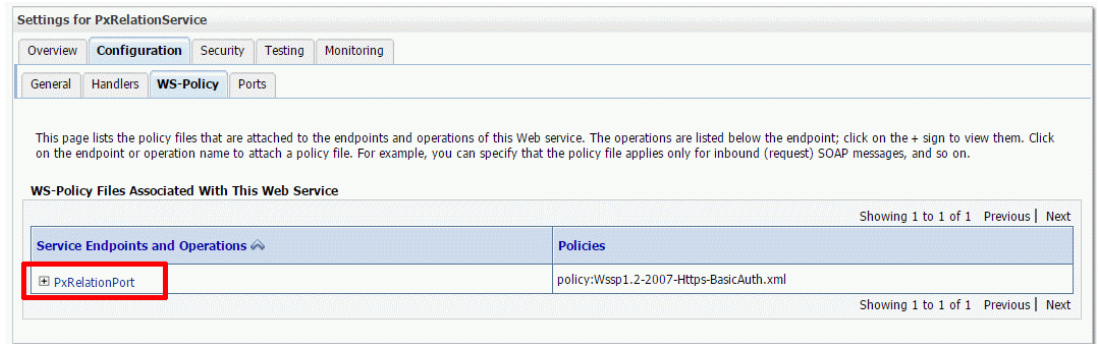 Settings for PxRelationService
Overview Configuration Security Testing Monitoring
General Handlers WS-Policy Ports
This page lists the policy files that are attached to the endpoints and operations of this Web service. The operations are listed below the endpoint; click on the + sign to view them. Click
on the endpoint or operation name to attach a policy file. For example, you can specify that the policy file applies only for inbound (request) SOAP messages, and so on.
WS-Policy Files Associated With This Web Service
Showing 1 to 1 of 1 Previous | Next
Service Endpoints and Operations Policies
PxRelationPort policy:Wssp1.2-2007-Https-BasicAuth.xml
Showing 1 to 1 of 1 Previous | Next